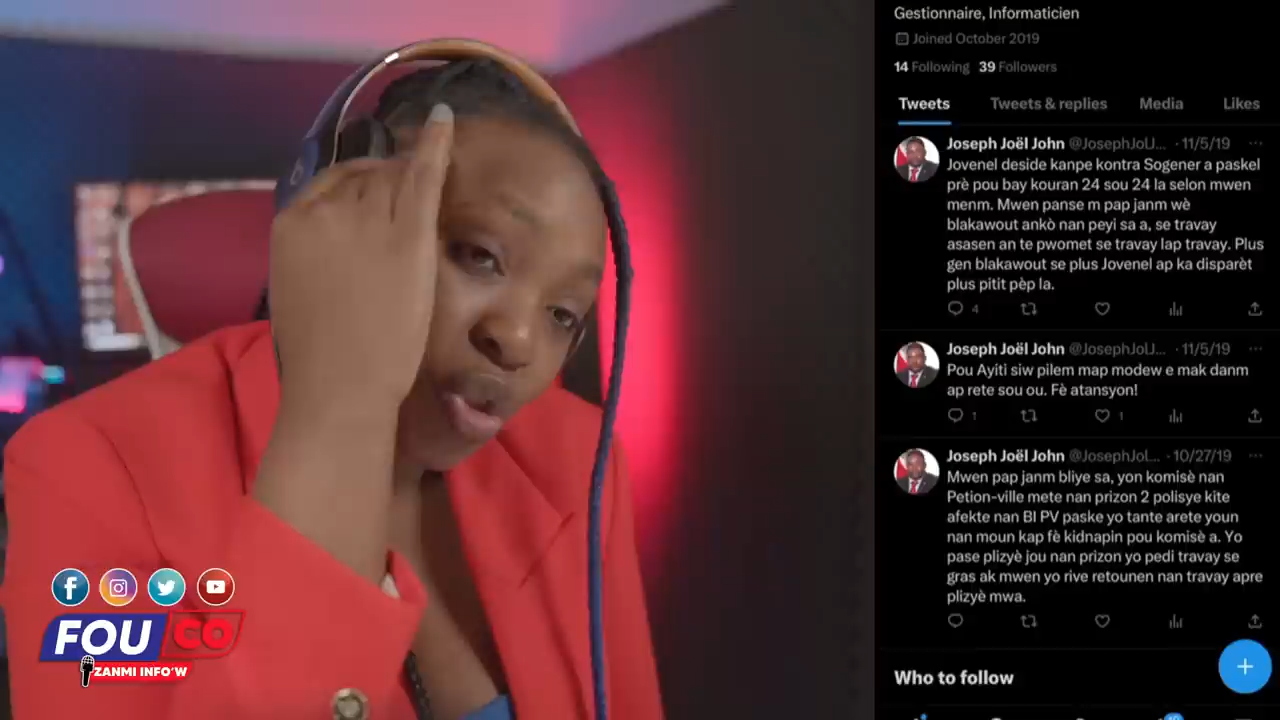 Gestionnaire, Informaticien
Joined October 2019
14 Following 39 Followers
Tweets Tweets & replies Media Likes
Joseph Joël John @JosephJoU... · 11/5/19 ...
Jovenel deside kanpe kontra Sogener a paskel
prè pou bay kouran 24 sou 24 la selon mwen
menm. Mwen panse m pap janm wè
blakawout ankò nan peyi sa a, se travay
asasen an te pwomet se travay lap travay. Plus
gen blakawout se plus Jovenel ap ka disparèt
plus pitit pèp la.
4
Joseph Joël John @JosephJoU... · 11/5/19 ...
Pou Ayiti siw pilem map modew e mak danm
ap rete sou ou. Fè atansyon!
1 1
Joseph Joël John @JosephJoL... · 10/27/19 ...
Mwen pap janm bliye sa, yon komisè nan
Petion-ville mete nan prizon 2 polisye kite
afekte nan BI PV paske yo tante arete youn
nan moun kap fè kidnapin pou komisè a. Yo
pase plizyè jou nan prizon yo pedi travay se
gras ak mwen yo rive retounen nan travay apre
plizyè mwa.
Who to follow
FOU CO
ZANMI INFO'W